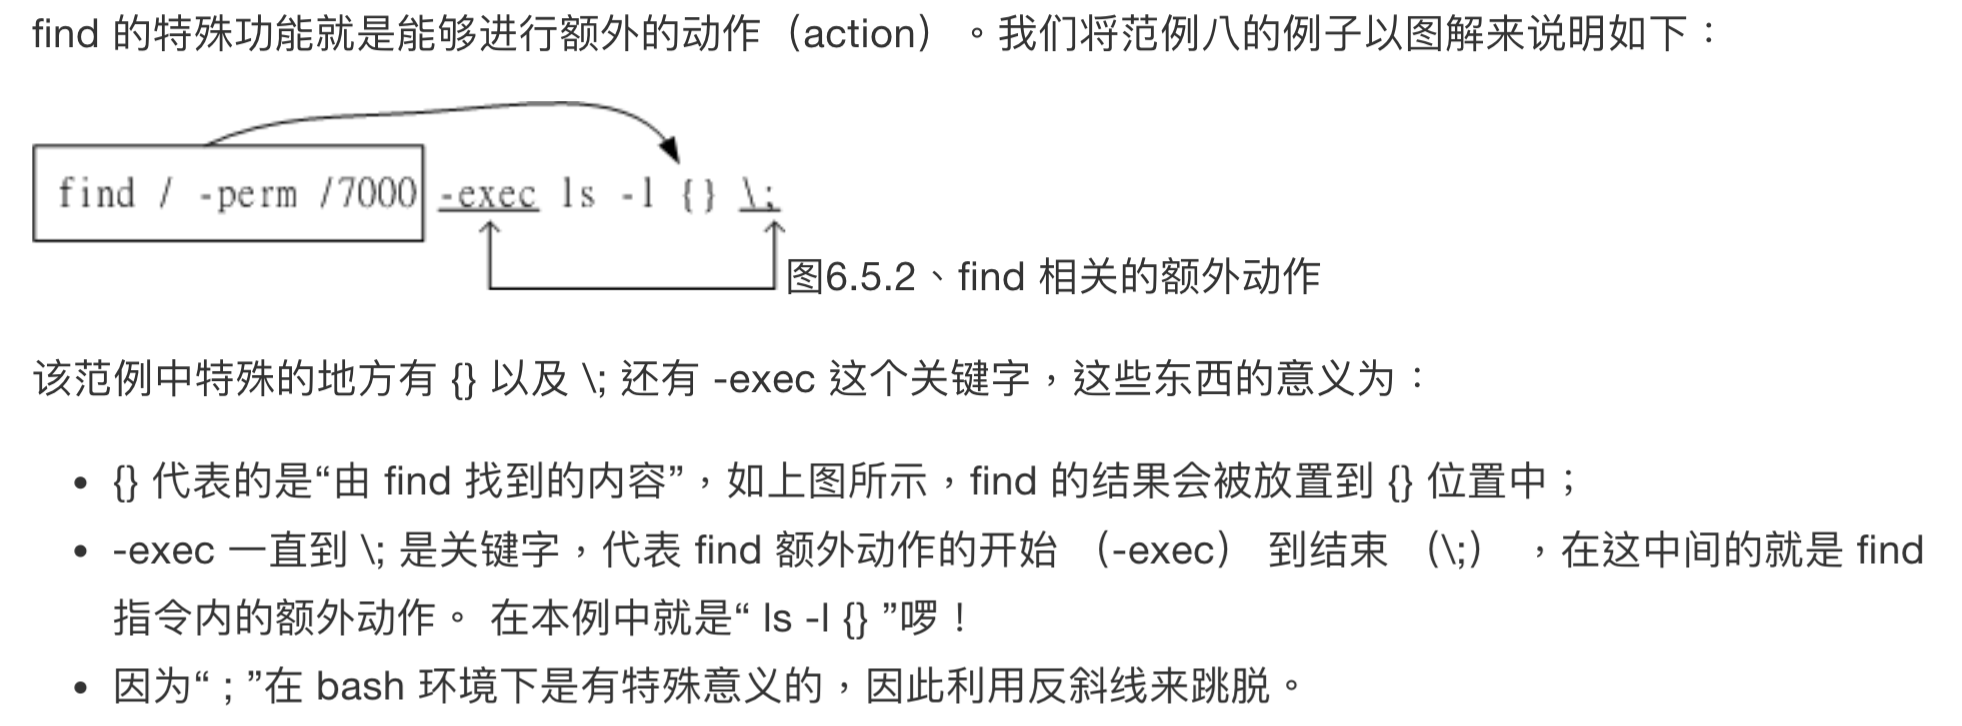 find 的特殊功能就是能够进行额外的动作（action）。我们将范例八的例子以图解来说明如下：
find / -perm /7000 -exec ls -l {} \;
图6.5.2、find 相关的额外动作
该范例中特殊的地方有 {} 以及 \; 还有 -exec 这个关键字，这些东西的意义为：
• {} 代表的是“由 find 找到的内容”，如上图所示，find 的结果会被放置到 {} 位置中；
• -exec 一直到 \; 是关键字，代表 find 额外动作的开始 （-exec） 到结束 （\;） ，在这中间的就是 find
指令内的额外动作。 在本例中就是“ ls -l {} ”啰！
• 因为“ ; ”在 bash 环境下是有特殊意义的，因此利用反斜线来跳脱。